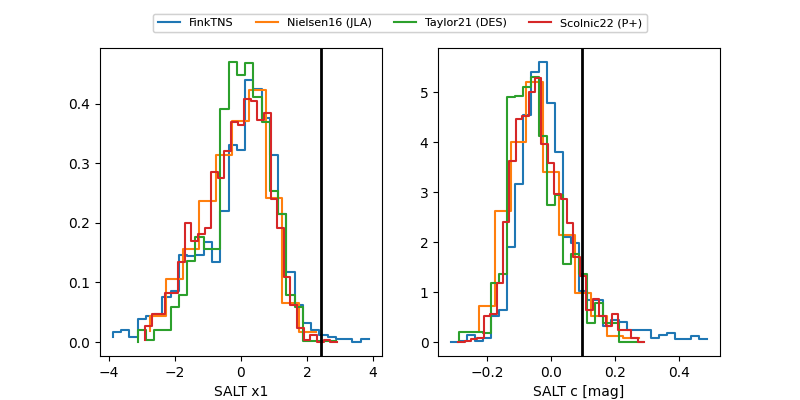 FinkTNS Nielsen16 (JLA) Taylor21 (DES) Scolnic22 (P+)
0.4
0.3
0.2
0.1
0.0
−4 −2 0 2 4
SALT x1
5
4
3
2
1
0
−0.2 0.0 0.2 0.4
SALT c [mag]